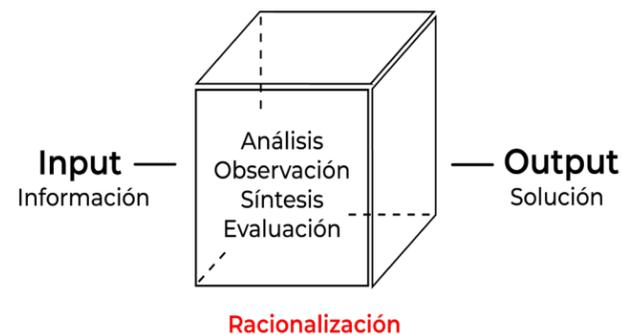 Input
Información
Análisis
Observación
Síntesis
Evaluación
Output
Solución
Racionalización